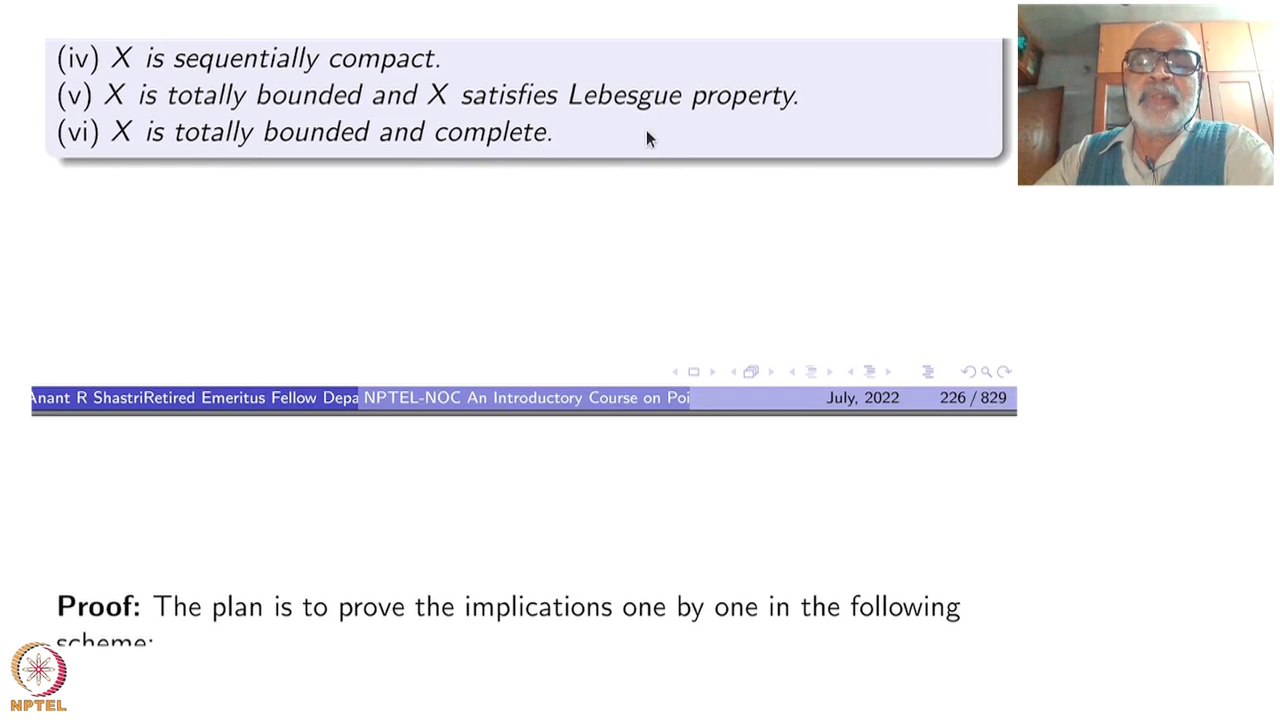 (iv) X is sequentially compact.
(v) X is totally bounded and X satisfies Lebesgue property.
(vi) X is totally bounded and complete.
Anant R ShastriRetired Emeritus Fellow Depa NPTEL-NOC An Introductory Course on Poi July, 2022 226 / 829
Proof: The plan is to prove the implications one by one in the following
scheme:
NPTEL